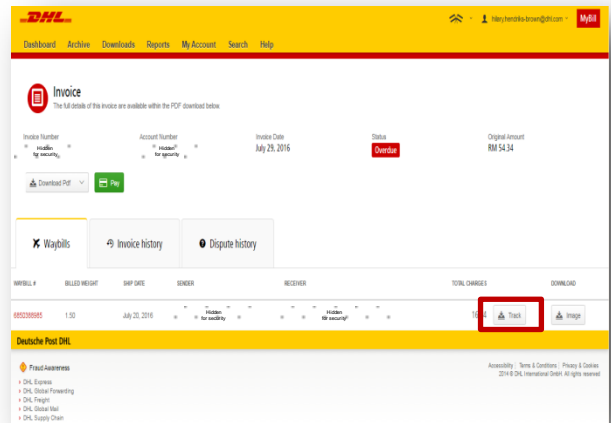 DHL
hilary.hendriks-brown@dhl.com
MyBill
Dashboard Archive Downloads Reports My Account Search Help
Invoice
The full details of this invoice are available within the PDF download below.
Invoice Number Account Number Invoice Date Status Original Amount
Hidden for security Hidden for security July 29, 2016 Overdue RM 54.34
Download Pdf Pay
Waybills Invoice history Dispute history
WAYBILL # BILLED WEIGHT SHIP DATE SENDER RECEIVER TOTAL CHARGES DOWNLOAD
1.50 July 20, 2016 Hidden for security Hidden for security Track Image
Deutsche Post DHL
Fraud Awareness Accessibility | Terms & Conditions | Privacy & Cookies
2014 © DHL International GmbH. All rights reserved
DHL Express
DHL Global Forwarding
DHL Freight
DHL Global Mail
DHL Supply Chain